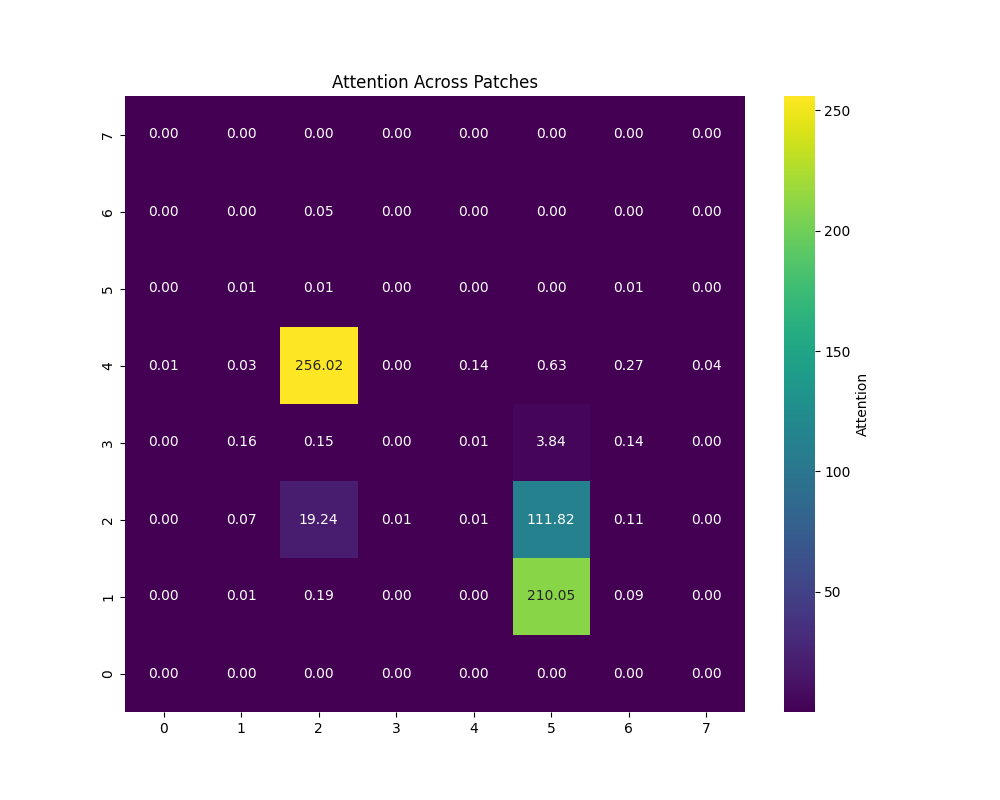 Attention Across Patches
7 0.00 0.00 0.00 0.00 0.00 0.00 0.00 0.00
6 0.00 0.00 0.05 0.00 0.00 0.00 0.00 0.00
5 0.00 0.01 0.01 0.00 0.00 0.00 0.01 0.00
4 0.01 0.03 256.02 0.00 0.14 0.63 0.27 0.04
3 0.00 0.16 0.15 0.00 0.01 3.84 0.14 0.00
2 0.00 0.07 19.24 0.01 0.01 111.82 0.11 0.00
1 0.00 0.01 0.19 0.00 0.00 210.05 0.09 0.00
0 0.00 0.00 0.00 0.00 0.00 0.00 0.00 0.00
0 1 2 3 4 5 6 7
250
200
150
100
50
Attention